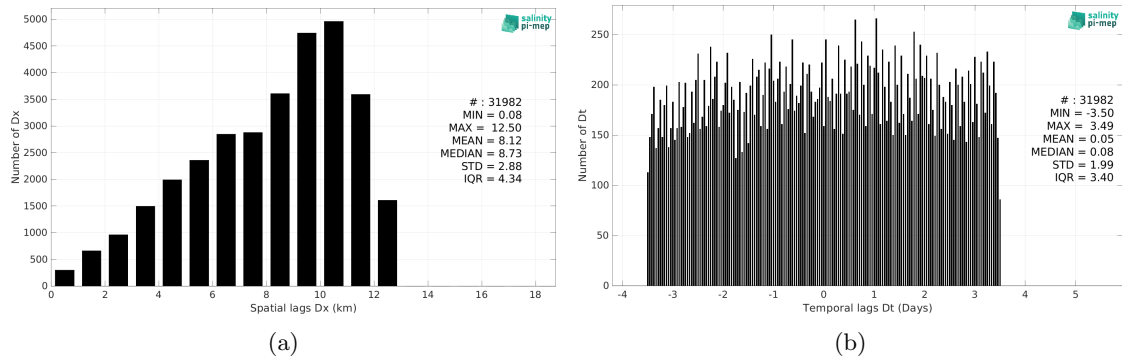 salinity
pi-mep
5000
4500
4000
3500
3000
2500
2000
1500
1000
500
0
Number of Dx
# : 31982
MIN = 0.08
MAX = 12.50
MEAN = 8.12
MEDIAN = 8.73
STD = 2.88
IQR = 4.34
0 2 4 6 8 10 12 14 16 18
Spatial lags Dx (km)
(a)
salinity
pi-mep
250
200
150
100
50
0
Number of Dt
# : 31982
MIN = -3.50
MAX = 3.49
MEAN = 0.05
MEDIAN = 0.08
STD = 1.99
IQR = 3.40
-4 -3 -2 -1 0 1 2 3 4 5
Temporal lags Dt (Days)
(b)